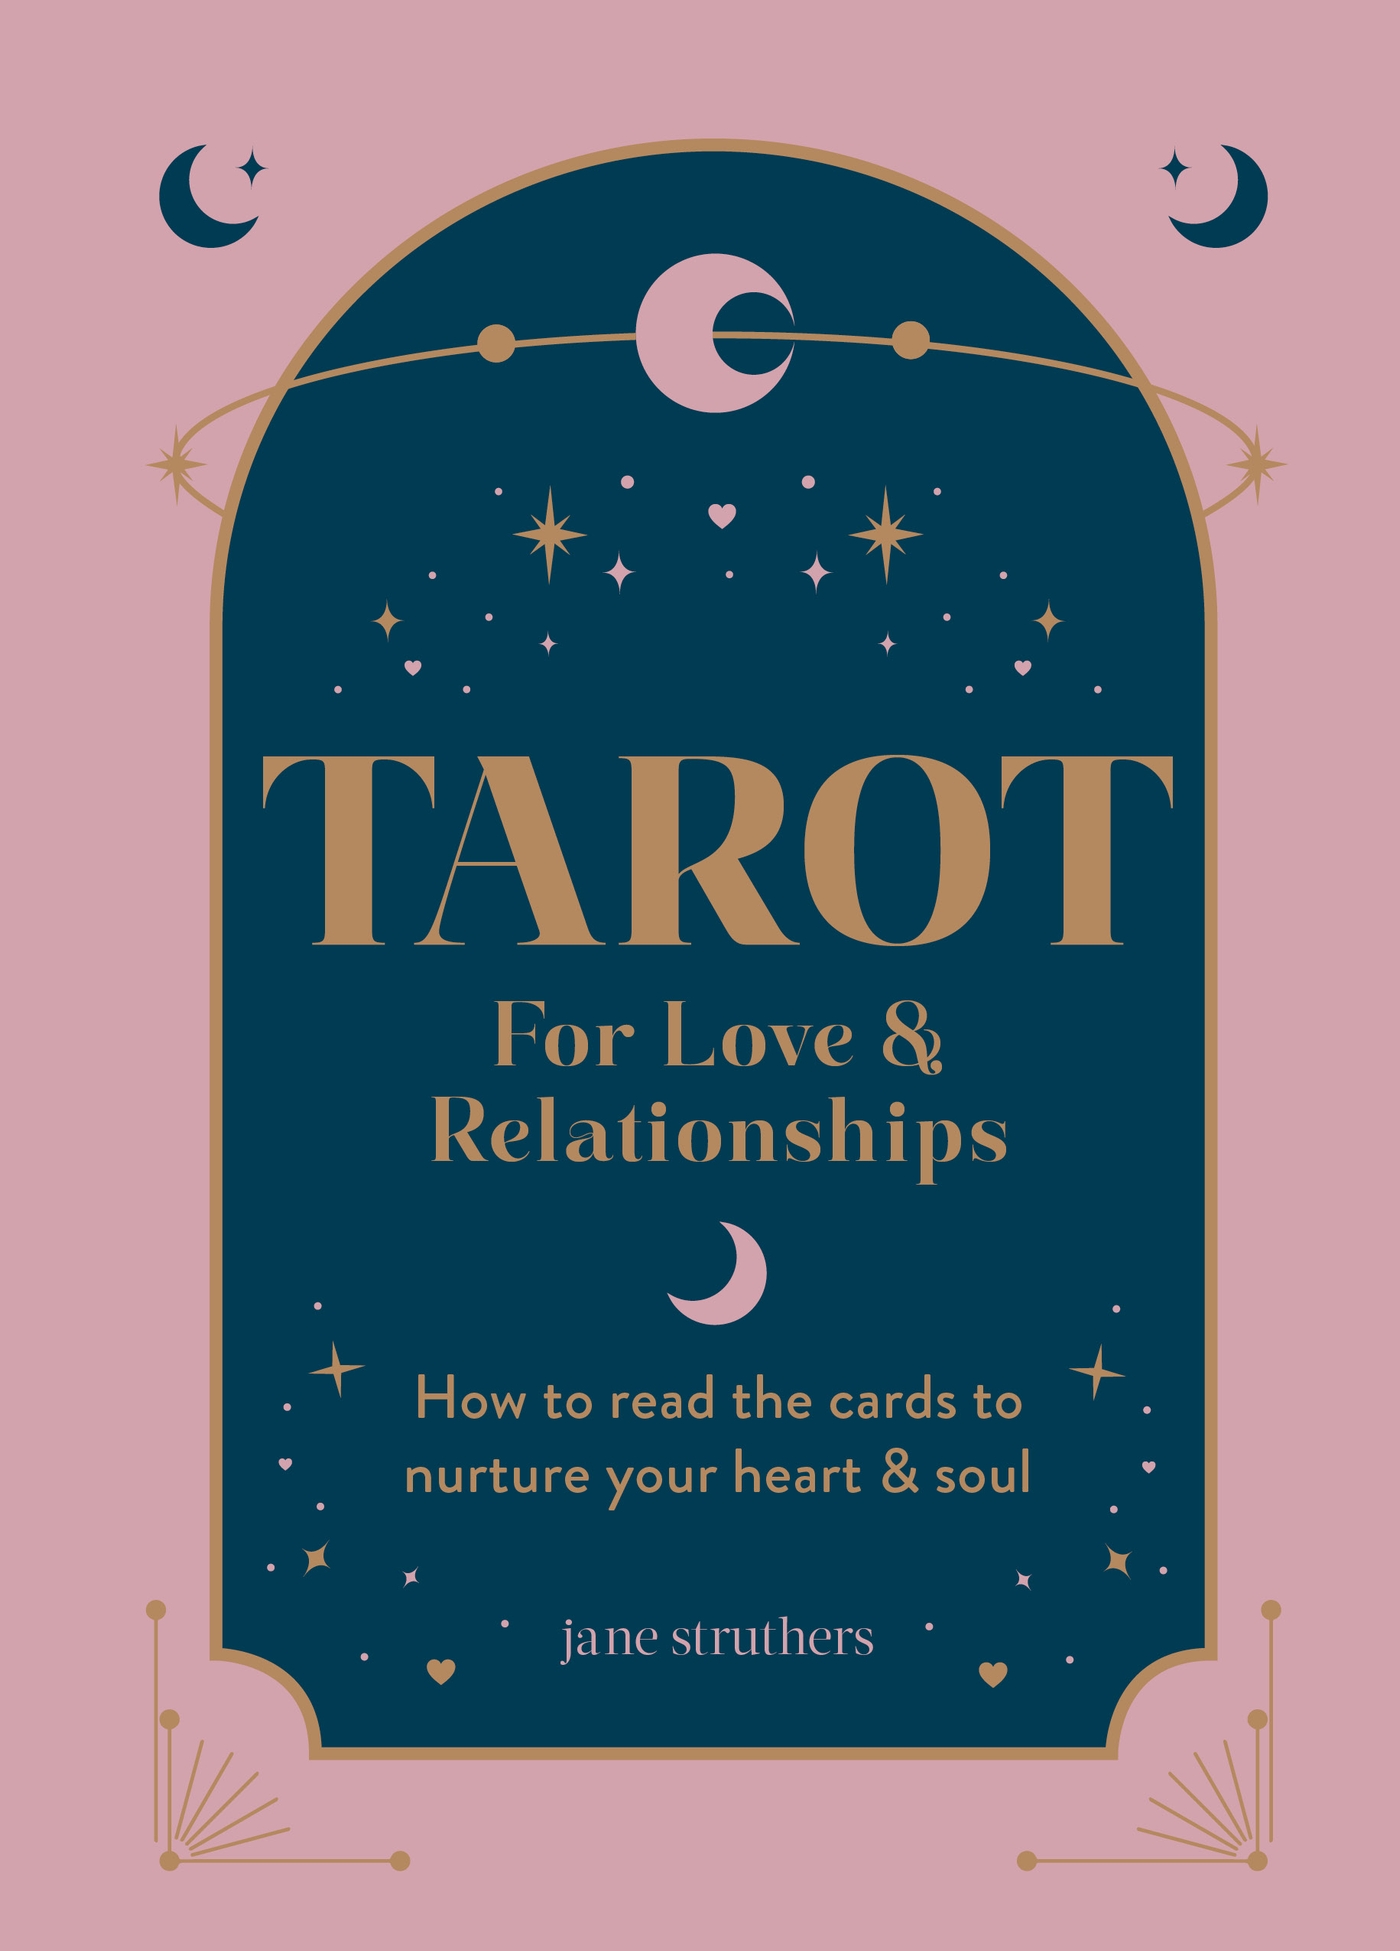 TAROT
For Love &
Relationships
How to read the cards to
nurture your heart & soul
jane struthers